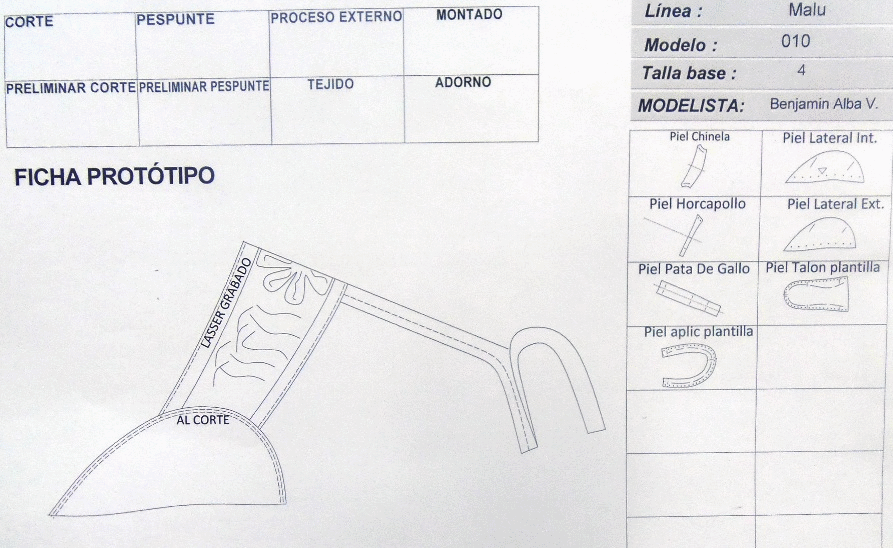 CORTE PESPUNTE PROCESO EXTERNO MONTADO
PRELIMINAR CORTE PRELIMINAR PESPUNTE TEJIDO ADORNO
FICHA PROTÓTIPO
LASSER GRABADO
AL CORTE
Línea : Malu
Modelo : 010
Talla base : 4
MODELISTA: Benjamin Alba V.
Piel Chinela Piel Lateral Int.
Piel Horcapollo Piel Lateral Ext.
Piel Pata De Gallo Piel Talon plantilla
Piel aplic plantilla